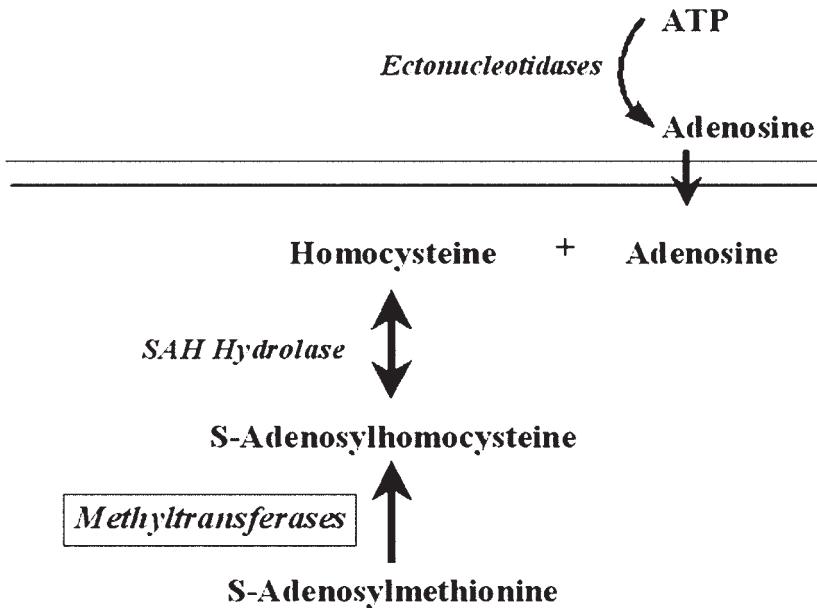 ATP
Ectonucleotidases
Adenosine
Homocysteine + Adenosine
SAH Hydrolase
S-Adenosylhomocysteine
Methyltransferases
S-Adenosylmethionine